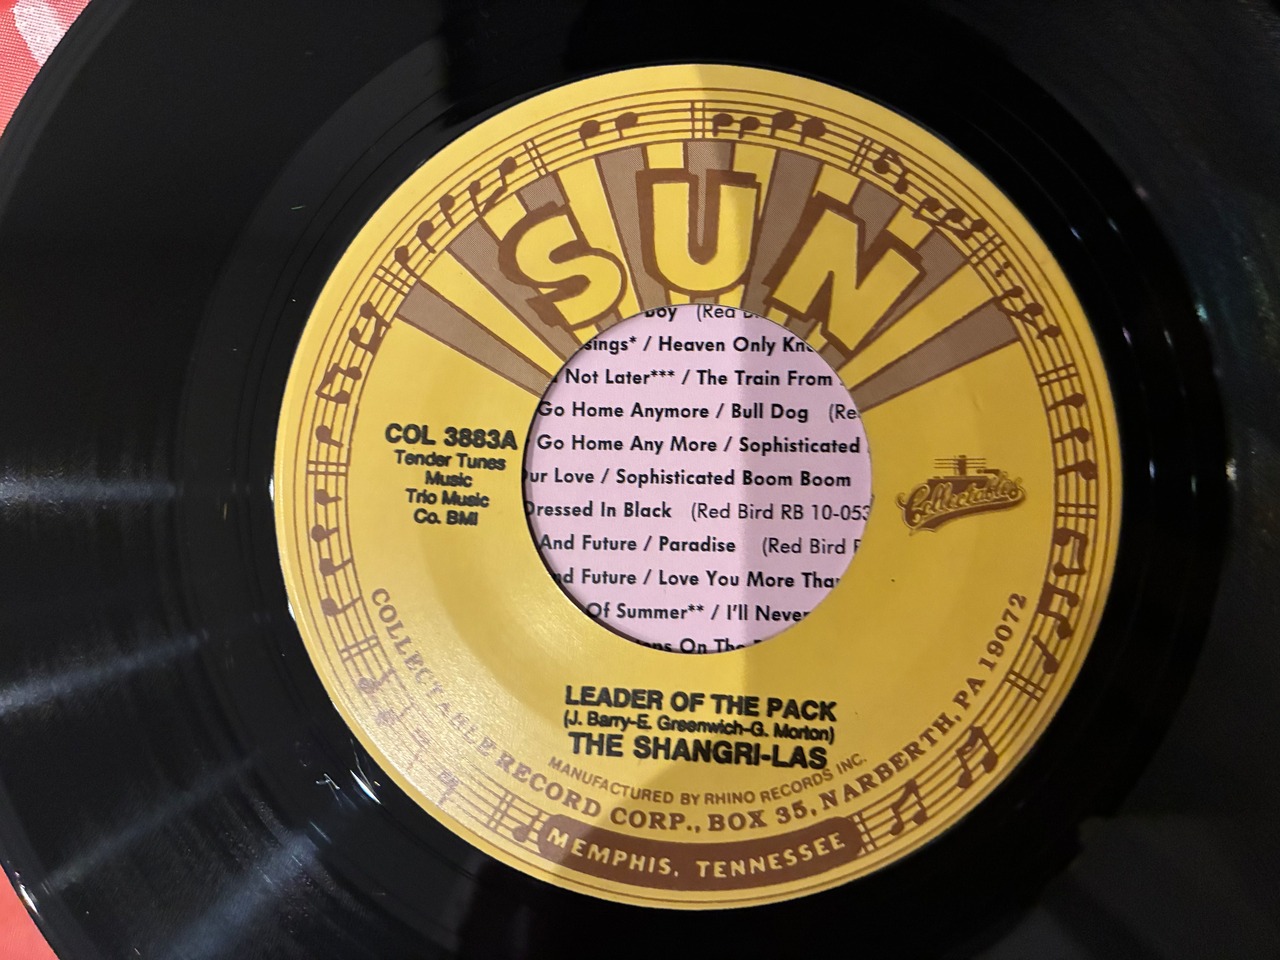 SUN
boy (Red
sings* / Heaven Only
Not Later*** / The Train From
Go Home Anymore / Bull Dog
Go Home Any More / Sophisticated
Love / Sophisticated Boom Boom
Dressed In Black (Red Bird RB 10-053
And Future / Paradise (Red Bird
Future / Love You More
Of Summer** / I'll Never
On The
COL 3883A
Tender Tunes
Music
Trio Music
Co. BMI
Collectables
LEADER OF THE PACK
(J. Barry-E. Greenwich-G. Morton)
THE SHANGRI-LAS
MANUFACTURED BY RHINO RECORDS INC.
COLLECTABLE RECORD CORP., BOX 35, NARBERTH, PA 19072
MEMPHIS, TENNESSEE